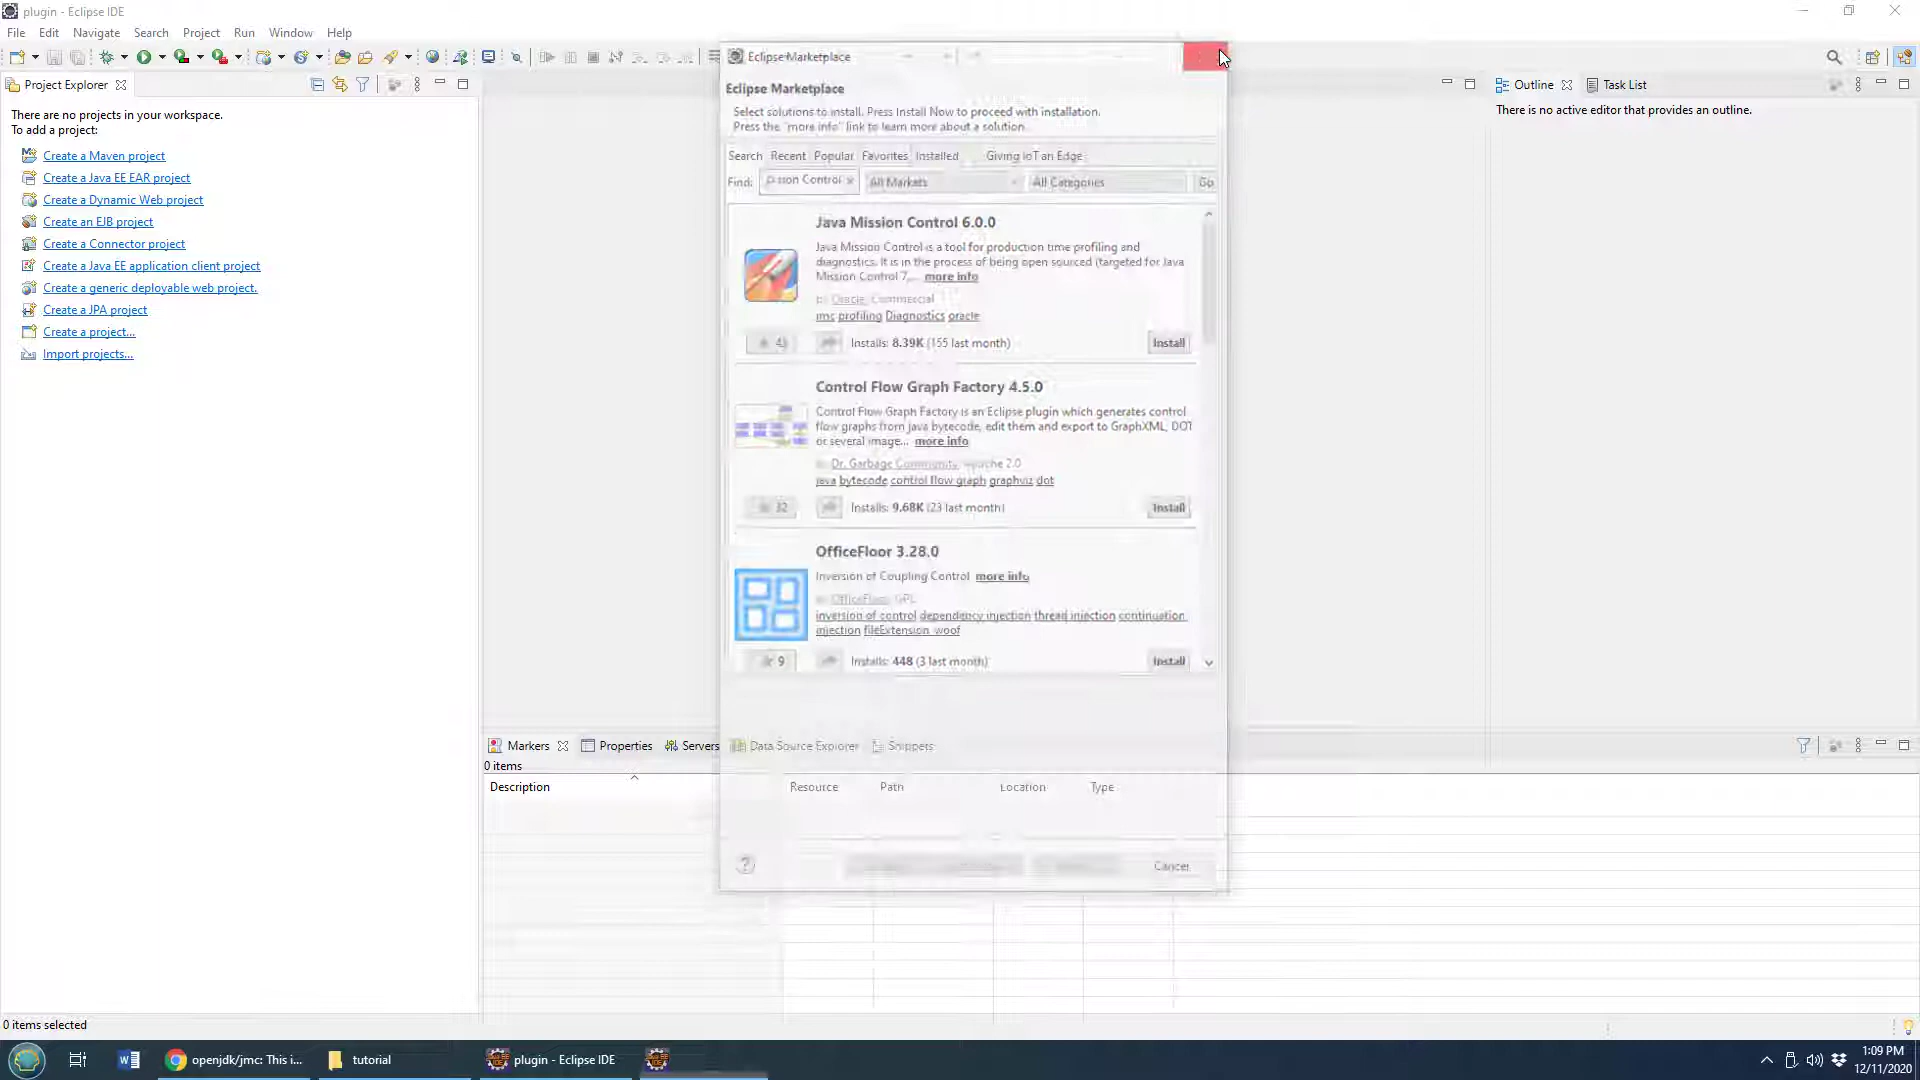 plugin - Eclipse IDE
File Edit Navigate Search Project Run Window Help
Project Explorer
There are no projects in your workspace.
To add a project:
Create a Maven project
Create a Java EE EAR project
Create a Dynamic Web project
Create an EJB project
Create a Connector project
Create a Java EE application client project
Create a generic deployable web project.
Create a JPA project
Create a project...
Import projects...
Eclipse Marketplace
Eclipse Marketplace
Select solutions to install. Press Install Now to proceed with installation.
Press the "more info" link to learn more about a solution.
Search Recent Popular Favorites Installed Giving IoT an Edge
Find: ssion Control All Markets All Categories Go
Java Mission Control 6.0.0
Java Mission Control is a tool for production time profiling and
diagnostics. It is in the process of being open sourced (targeted for Java
Mission Control 7,... more info
by Oracle, Commercial
jmc profiling Diagnostics oracle
Installs: 8.39K (155 last month) Install
Control Flow Graph Factory 4.5.0
Control Flow Graph Factory is an Eclipse plugin which generates control
flow graphs from java bytecode, edit them and export to GraphXML, DOT
or several image... more info
Dr. Garbage Community, Apache 2.0
java bytecode control flow graph graphviz dot
32 Installs: 9.68K (23 last month) Install
OfficeFloor 3.28.0
Inversion of Coupling Control more info
by OfficeFloor, GPL
inversion of control dependency injection thread injection continuation
injection fileExtension_woof
9 Installs: 448 (3 last month) Install
Cancel
Outline Task List
There is no active editor that provides an outline.
Markers Properties Servers Data Source Explorer Snippets
0 items
Description Resource Path Location Type
0 items selected
openjdk/jmc: This i...
tutorial
plugin - Eclipse IDE
1:09 PM
12/11/2020